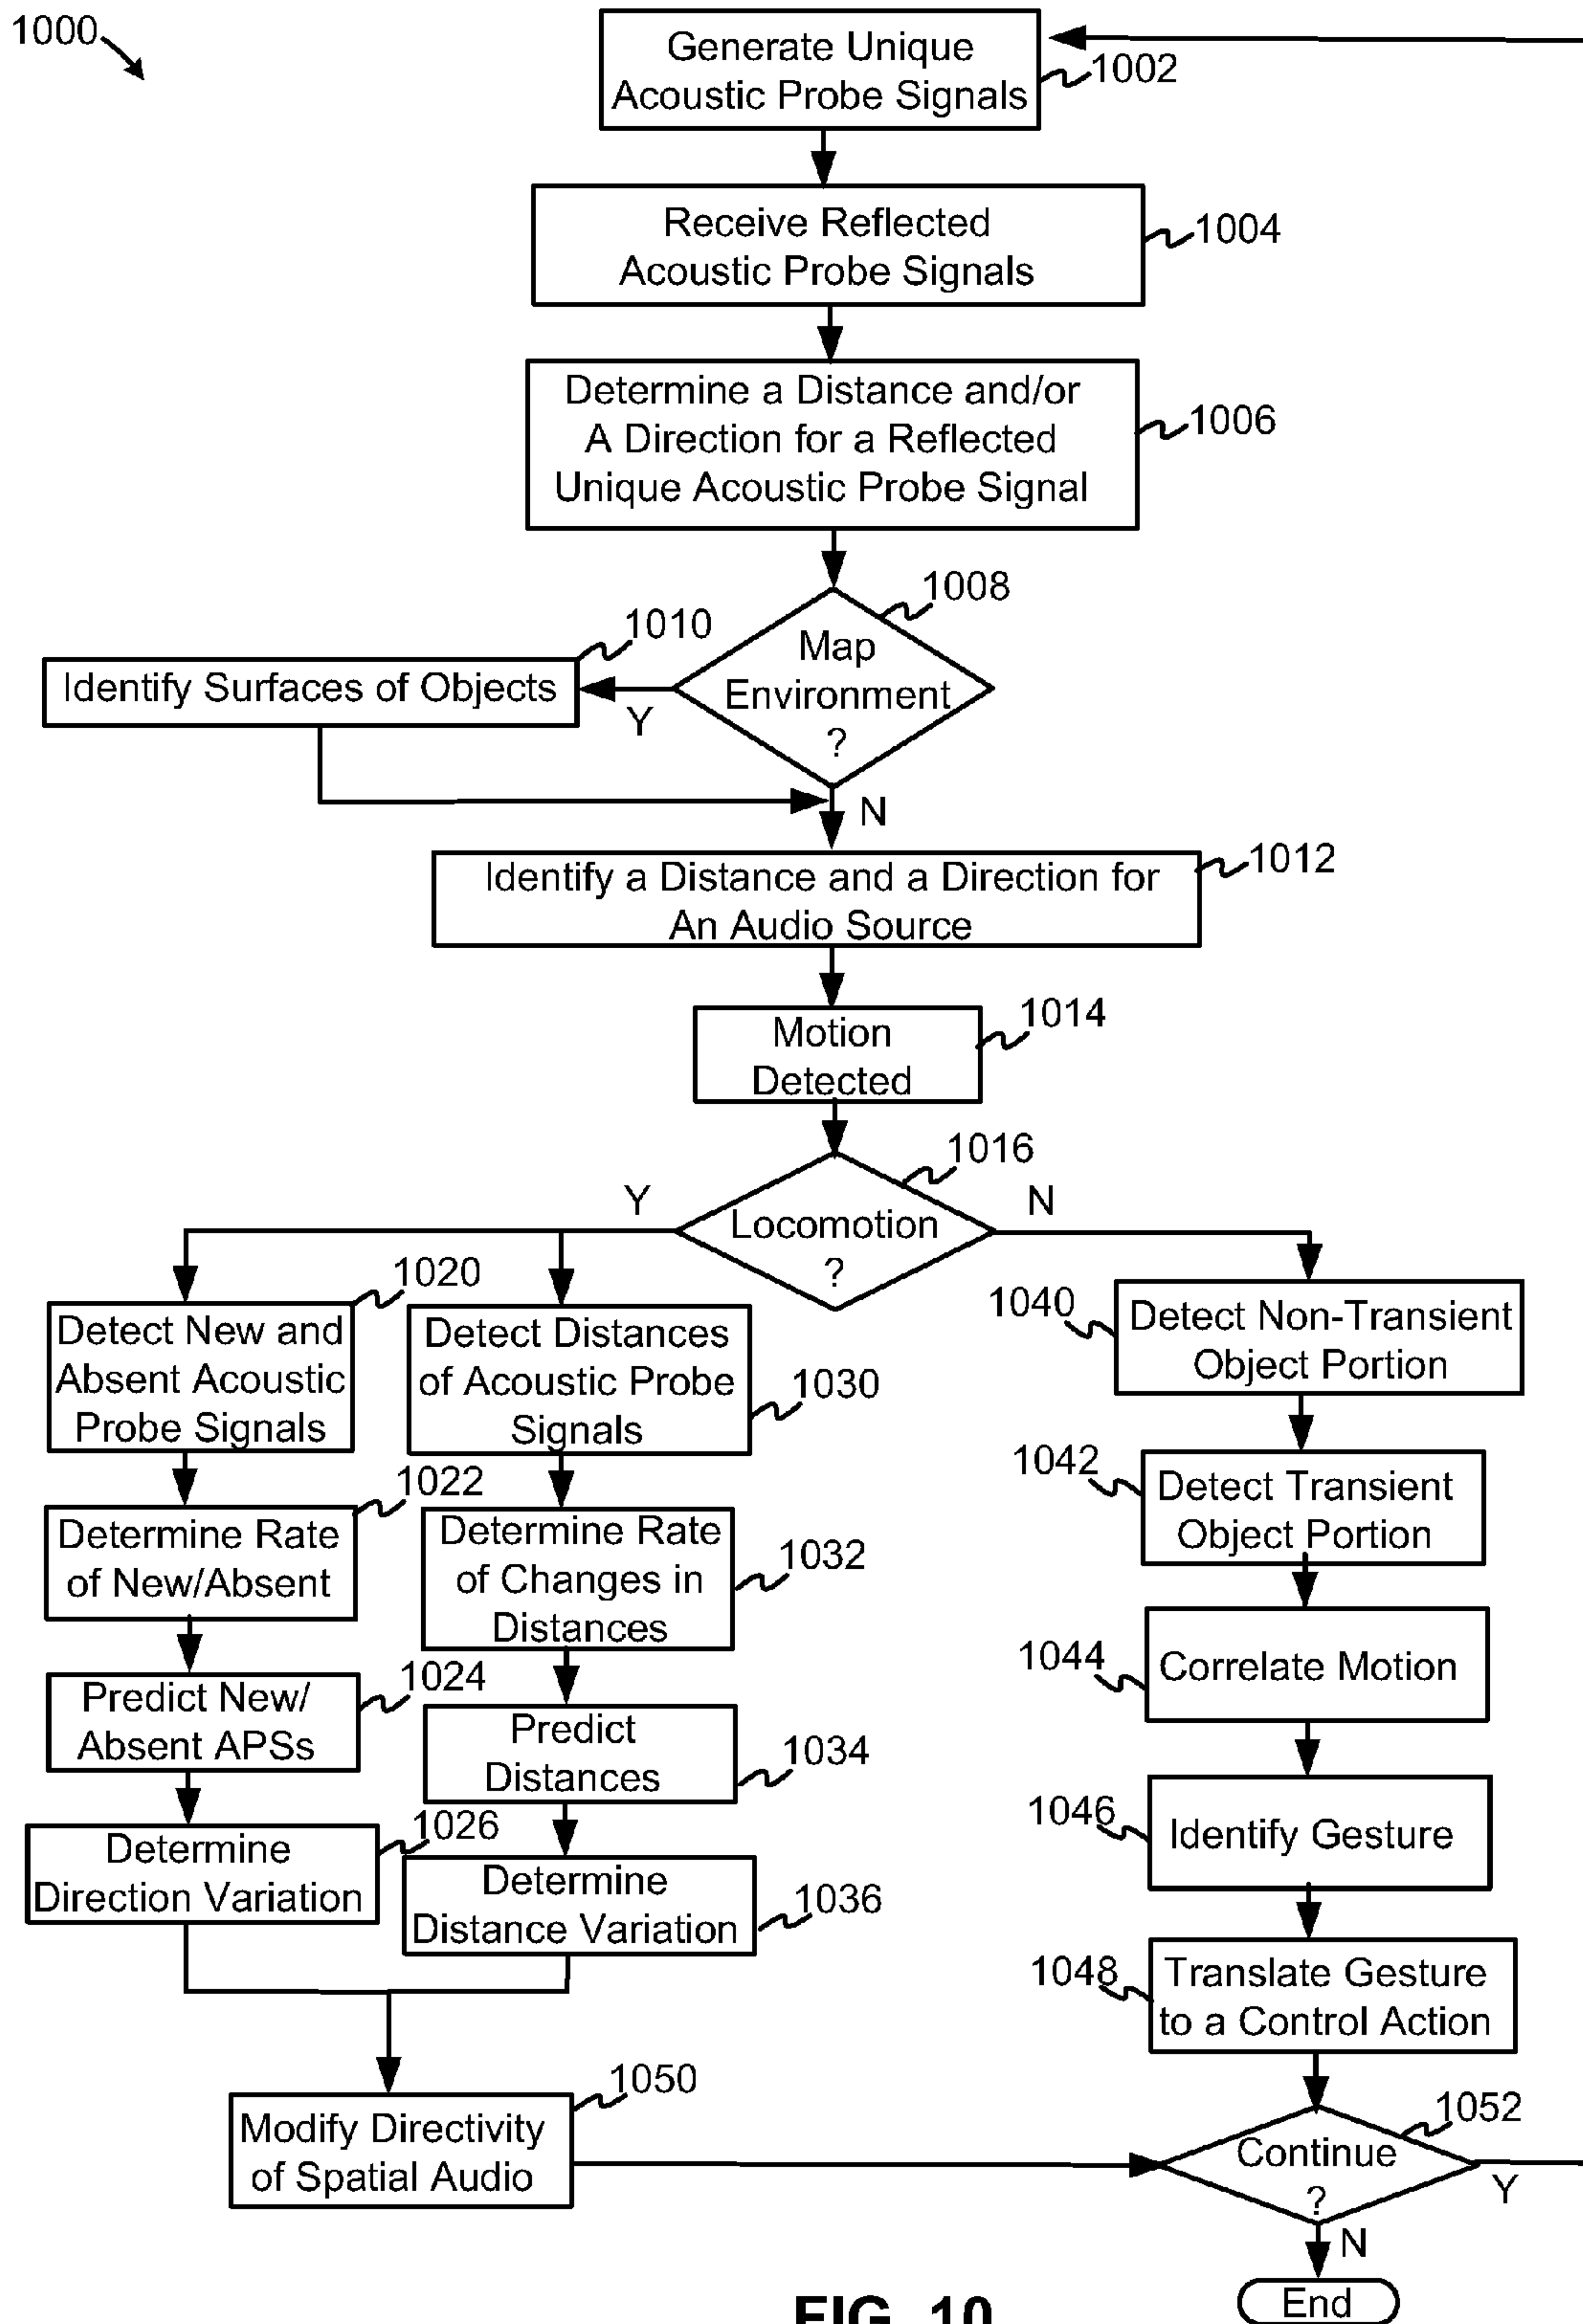 1000
Generate Unique
Acoustic Probe Signals
1002
Receive Reflected
Acoustic Probe Signals
1004
Determine a Distance and/or
A Direction for a Reflected
Unique Acoustic Probe Signal
1006
1008
Map
Environment
?
1010
Identify Surfaces of Objects
Y
N
1012
Identify a Distance and a Direction for
An Audio Source
1014
Motion
Detected
1016
Locomotion
?
Y
N
1020
Detect New and
Absent Acoustic
Probe Signals
1022
Determine Rate
of New/Absent
1024
Predict New/
Absent APSs
1026
Determine
Direction Variation
Detect Distances
of Acoustic Probe
Signals
1030
Determine Rate
of Changes in
Distances
1032
Predict
Distances
1034
Determine
Distance Variation
1036
1040
Detect Non-Transient
Object Portion
1042
Detect Transient
Object Portion
1044
Correlate Motion
1046
Identify Gesture
1048
Translate Gesture
to a Control Action
1050
Modify Directivity
of Spatial Audio
1052
Continue
?
Y
N
End
FIG. 10